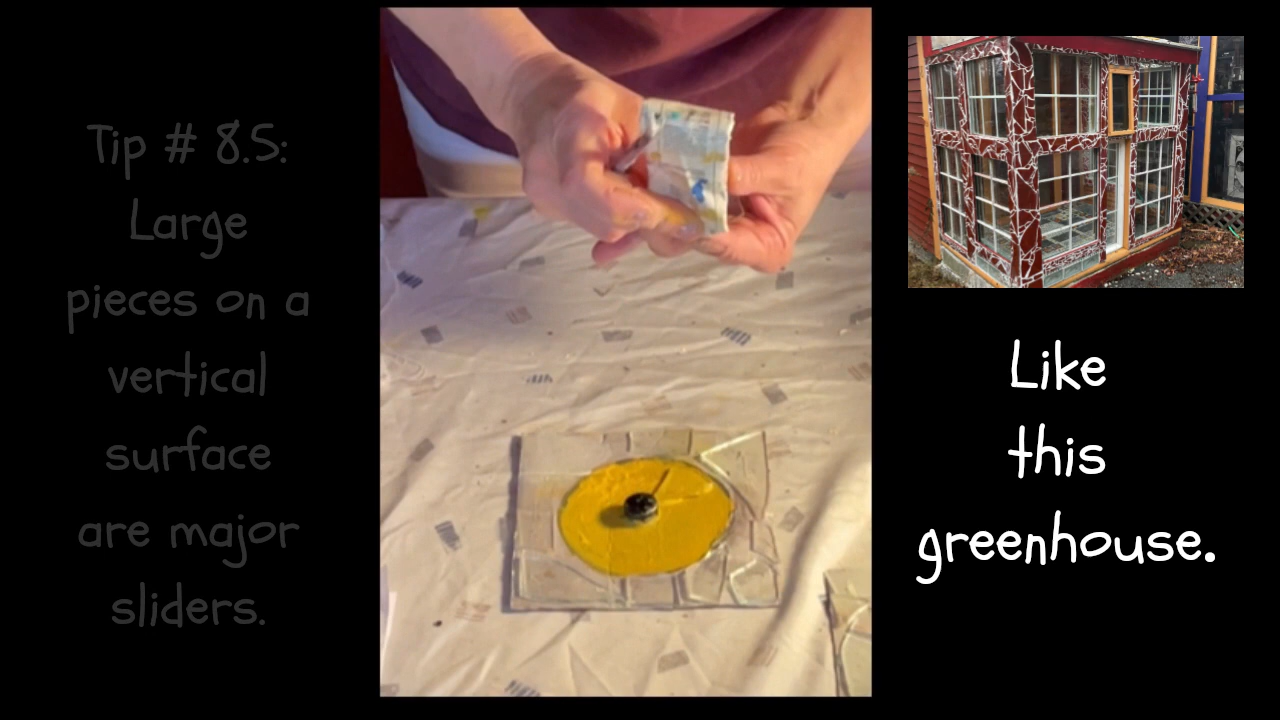 Tip # 8.5:
Large
pieces on a
vertical
surface
are major
sliders.
Like
this
greenhouse.